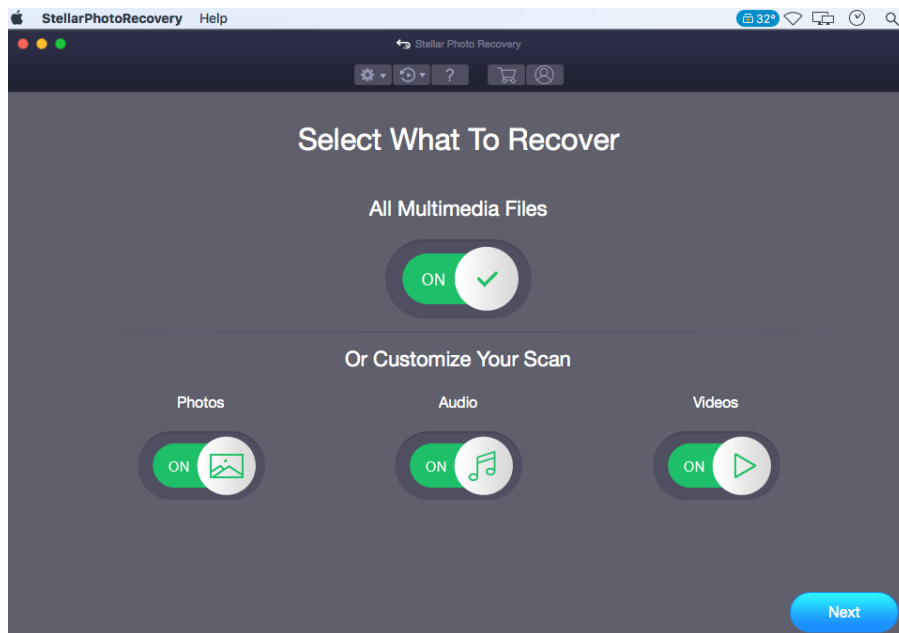 StellarPhotoRecovery Help 32°
Stellar Photo Recovery
?
Select What To Recover
All Multimedia Files
ON
Or Customize Your Scan
Photos Audio Videos
ON ON ON
Next